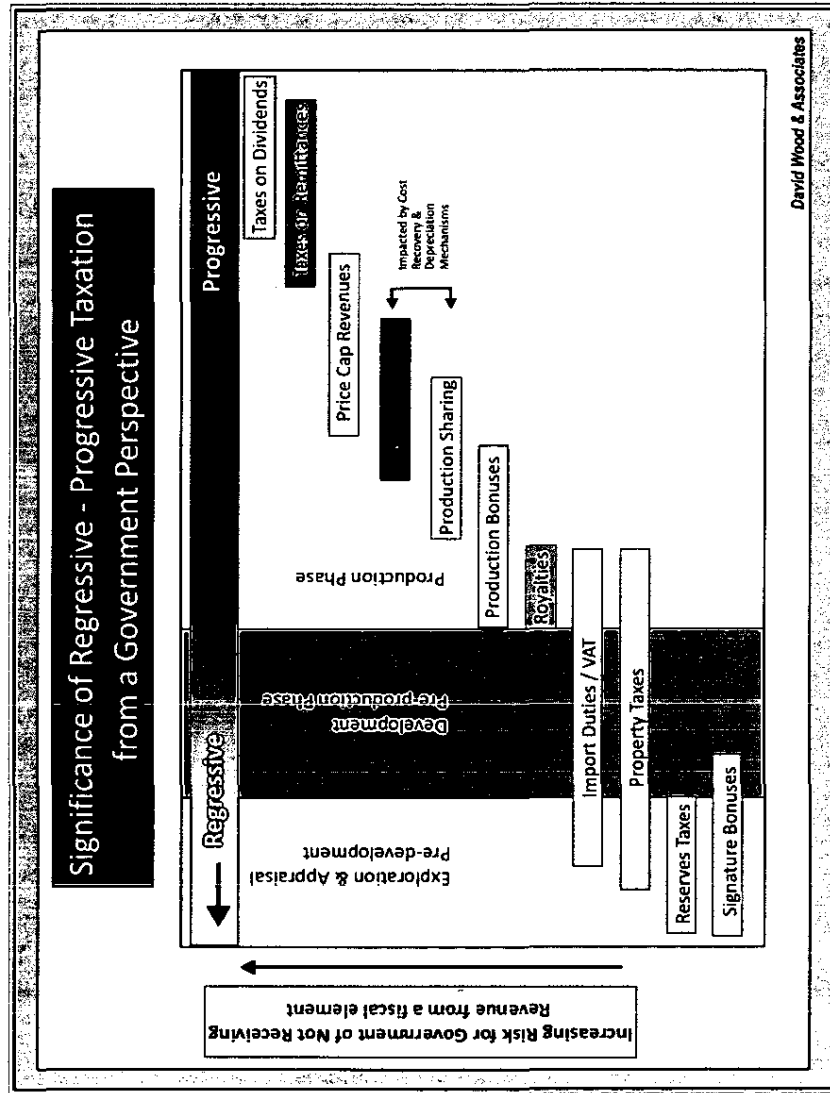 Significance of Regressive - Progressive Taxation
from a Government Perspective
Increasing Risk for Government of Not Receiving
Revenue from a fiscal element
Regressive
Progressive
Exploration & Appraisal
Pre-development
Development
Pre-production Phase
Production Phase
Taxes on Dividends
Taxes on Remittances
Price Cap Revenues
Impacted by Cost
Recovery &
Depreciation
Mechanisms
Production Sharing
Production Bonuses
Royalties
Import Duties / VAT
Property Taxes
Reserves Taxes
Signature Bonuses
David Wood & Associates